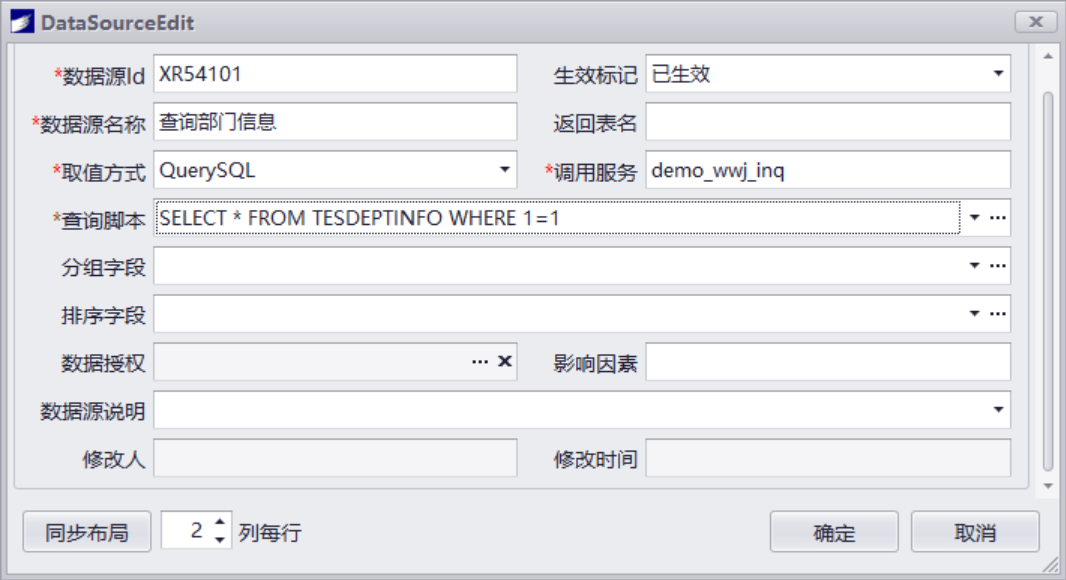 DataSourceEdit
*数据源Id XR54101 生效标记 已生效
*数据源名称 查询部门信息 返回表名
*取值方式 QuerySQL *调用服务 demo_wwj_inq
*查询脚本 SELECT * FROM TESDEPTINFO WHERE 1=1 ...
分组字段 ...
排序字段 ...
数据授权 ... 影响因素
数据源说明
修改人 修改时间
同步布局 2 列每行 确定 取消